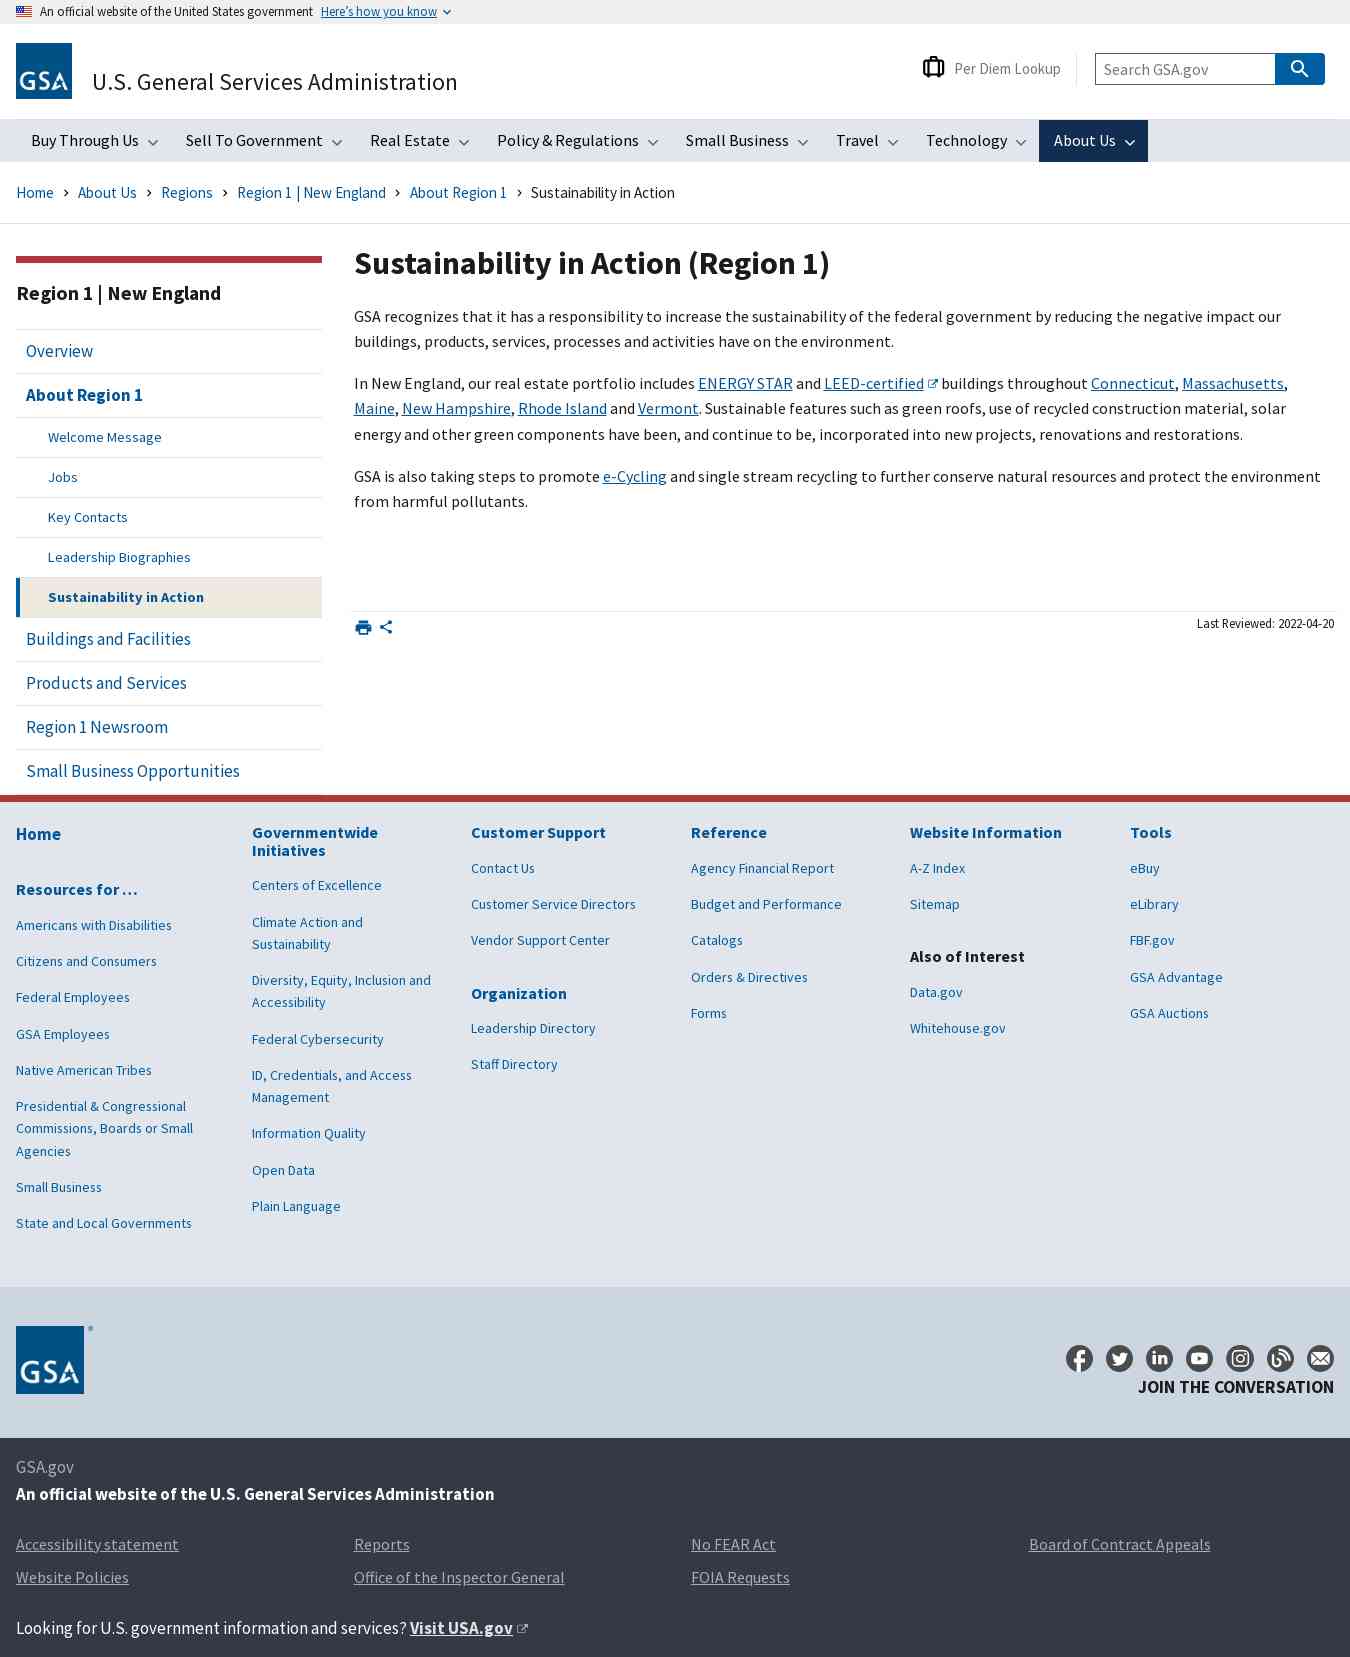 An official website of the United States government Here's how you know
GSA
U.S. General Services Administration
Per Diem Lookup
Search GSA.gov
Buy Through Us Sell To Government Real Estate Policy & Regulations Small Business Travel Technology About Us
Home About Us Regions Region 1 | New England About Region 1 Sustainability in Action
Region 1 | New England
Overview
About Region 1
Welcome Message
Jobs
Key Contacts
Leadership Biographies
Sustainability in Action
Buildings and Facilities
Products and Services
Region 1 Newsroom
Small Business Opportunities
Sustainability in Action (Region 1)
GSA recognizes that it has a responsibility to increase the sustainability of the federal government by reducing the negative impact our
buildings, products, services, processes and activities have on the environment.
In New England, our real estate portfolio includes ENERGY STAR and LEED-certified buildings throughout Connecticut, Massachusetts,
Maine, New Hampshire, Rhode Island and Vermont. Sustainable features such as green roofs, use of recycled construction material, solar
energy and other green components have been, and continue to be, incorporated into new projects, renovations and restorations.
GSA is also taking steps to promote e-Cycling and single stream recycling to further conserve natural resources and protect the environment
from harmful pollutants.
Last Reviewed: 2022-04-20
Home
Resources for …
Americans with Disabilities
Citizens and Consumers
Federal Employees
GSA Employees
Native American Tribes
Presidential & Congressional
Commissions, Boards or Small
Agencies
Small Business
State and Local Governments
Governmentwide
Initiatives
Centers of Excellence
Climate Action and
Sustainability
Diversity, Equity, Inclusion and
Accessibility
Federal Cybersecurity
ID, Credentials, and Access
Management
Information Quality
Open Data
Plain Language
Customer Support
Contact Us
Customer Service Directors
Vendor Support Center
Organization
Leadership Directory
Staff Directory
Reference
Agency Financial Report
Budget and Performance
Catalogs
Orders & Directives
Forms
Website Information
A-Z Index
Sitemap
Also of Interest
Data.gov
Whitehouse.gov
Tools
eBuy
eLibrary
FBF.gov
GSA Advantage
GSA Auctions
GSA
JOIN THE CONVERSATION
GSA.gov
An official website of the U.S. General Services Administration
Accessibility statement Reports No FEAR Act Board of Contract Appeals
Website Policies Office of the Inspector General FOIA Requests
Looking for U.S. government information and services? Visit USA.gov